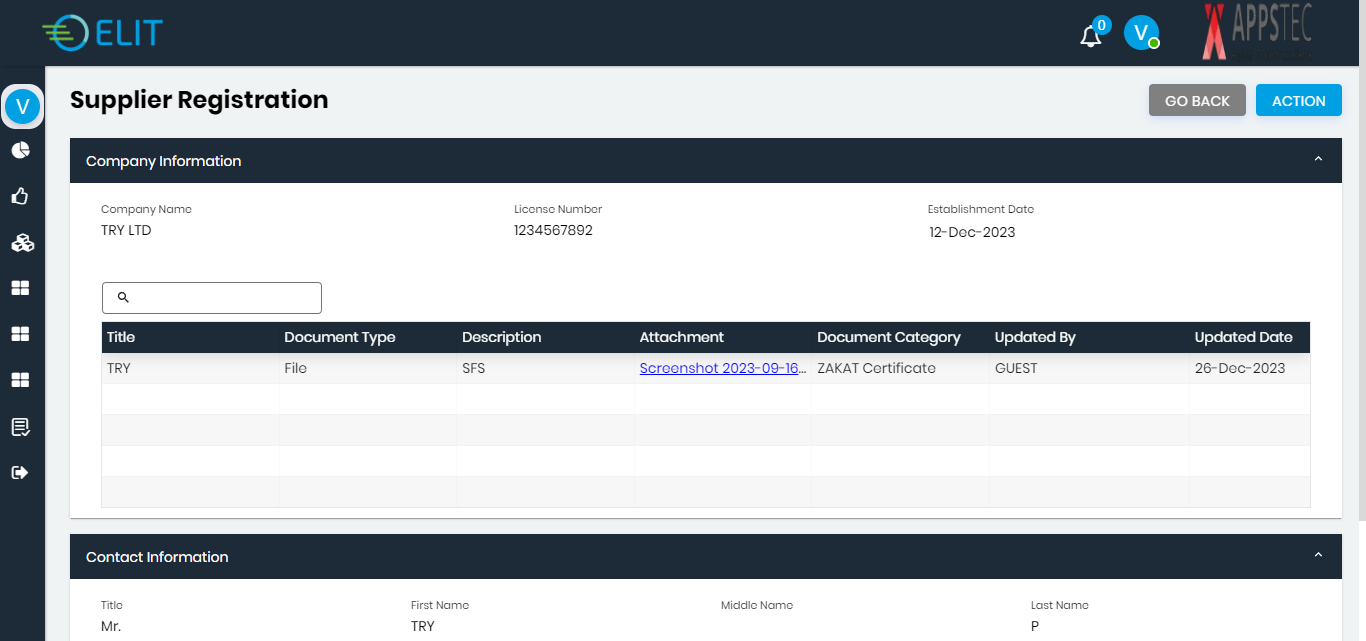 ELIT
0
V
APPSTEC
V
Supplier Registration
GO BACK
ACTION
Company Information
Company Name
License Number
Establishment Date
TRY LTD
1234567892
12-Dec-2023
Title
Document Type
Description
Attachment
Document Category
Updated By
Updated Date
TRY
File
SFS
Screenshot 2023-09-16...
ZAKAT Certificate
GUEST
26-Dec-2023
Contact Information
Title
First Name
Middle Name
Last Name
Mr.
TRY
P